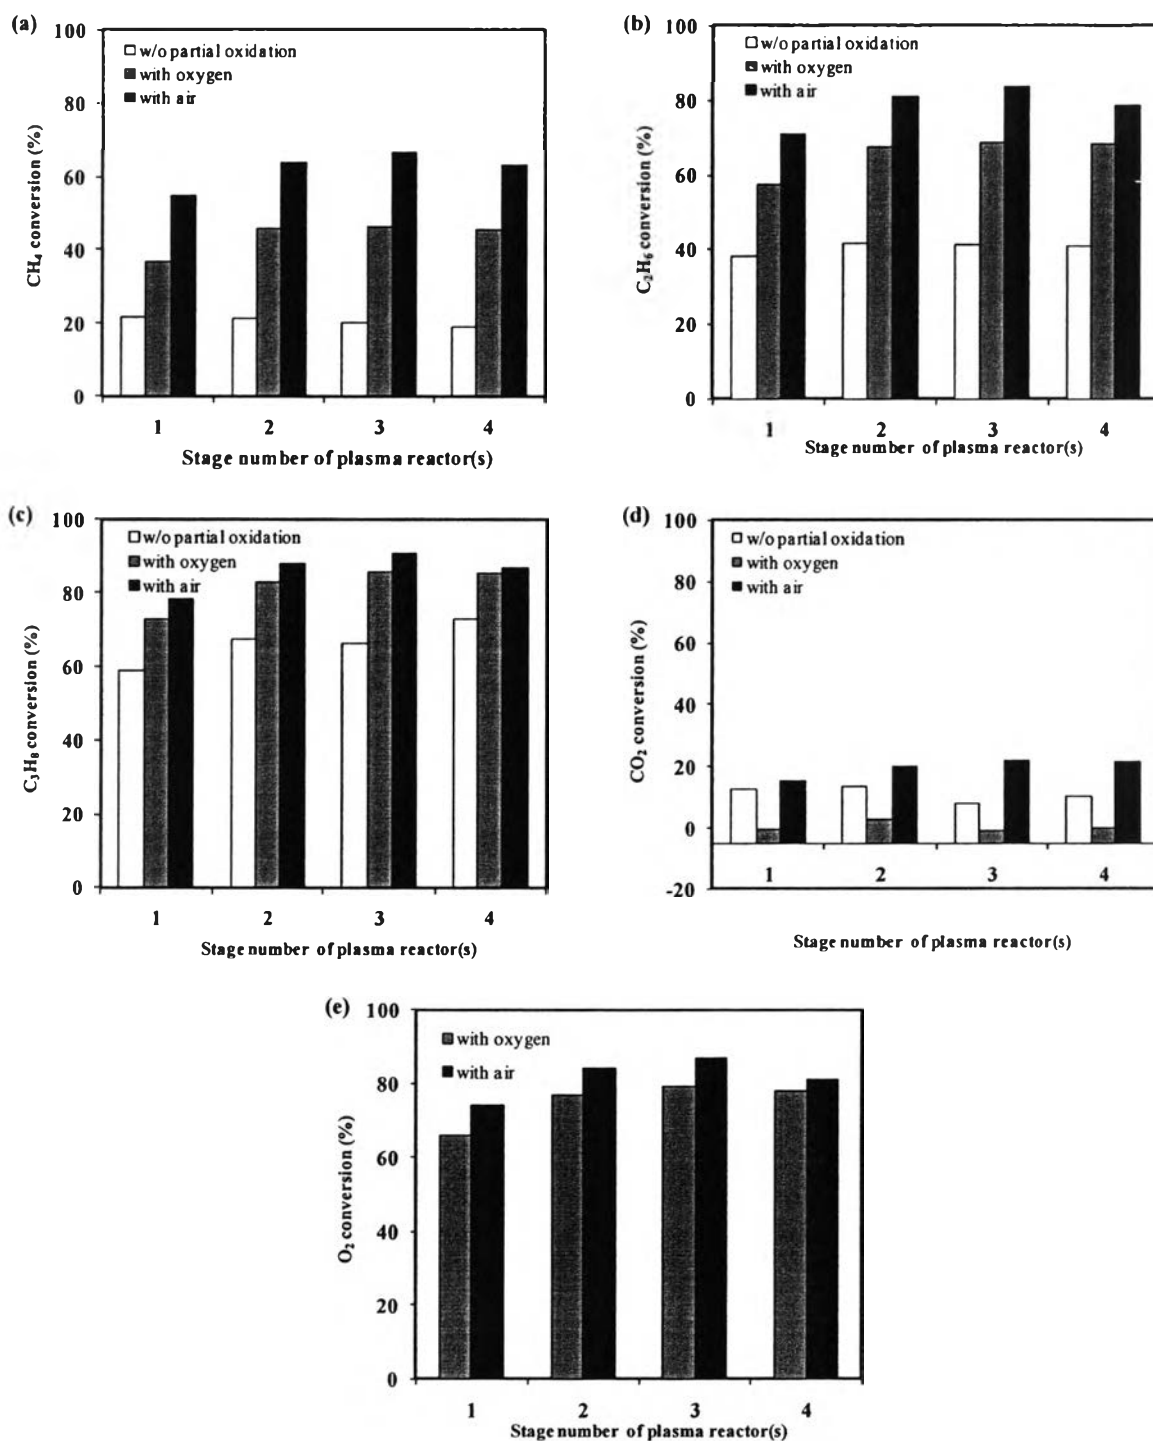 (a)
100
80
60
40
20
0
CH₄ conversion (%)
w/o partial oxidation
with oxygen
with air
1 2 3 4
Stage number of plasma reactor(s)
(b)
100
80
60
40
20
0
C₂H₆ conversion (%)
w/o partial oxidation
with oxygen
with air
1 2 3 4
Stage number of plasma reactor(s)
(c)
100
80
60
40
20
0
C₃H₈ conversion (%)
w/o partial oxidation
with oxygen
with air
1 2 3 4
Stage number of plasma reactor(s)
(d)
100
80
60
40
20
0
-20
CO₂ conversion (%)
w/o partial oxidation
with oxygen
with air
1 2 3 4
Stage number of plasma reactor(s)
(e)
100
80
60
40
20
0
O₂ conversion (%)
with oxygen
with air
1 2 3 4
Stage number of plasma reactor(s)